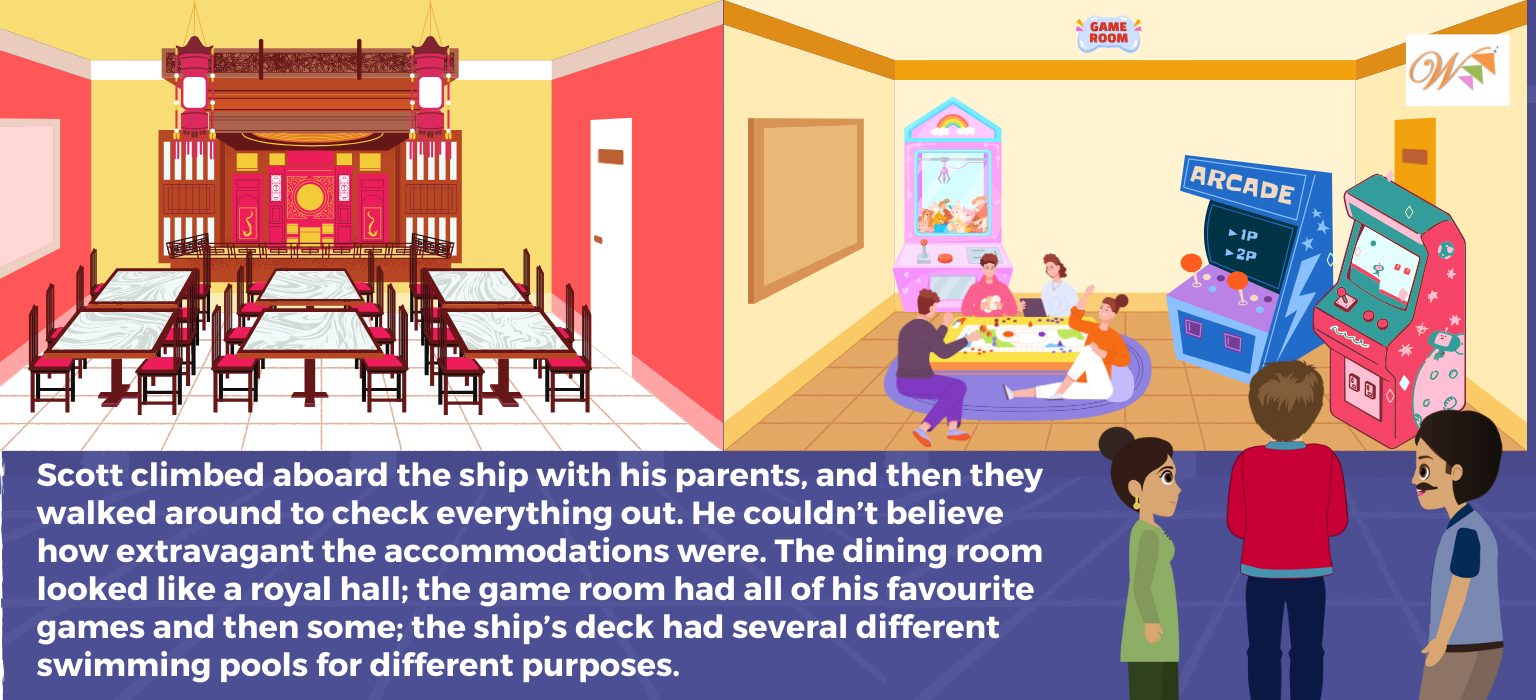 GAME
ROOM
W
ARCADE
▸1P
▸2P
Scott climbed aboard the ship with his parents, and then they
walked around to check everything out. He couldn’t believe
how extravagant the accommodations were. The dining room
looked like a royal hall; the game room had all of his favourite
games and then some; the ship’s deck had several different
swimming pools for different purposes.